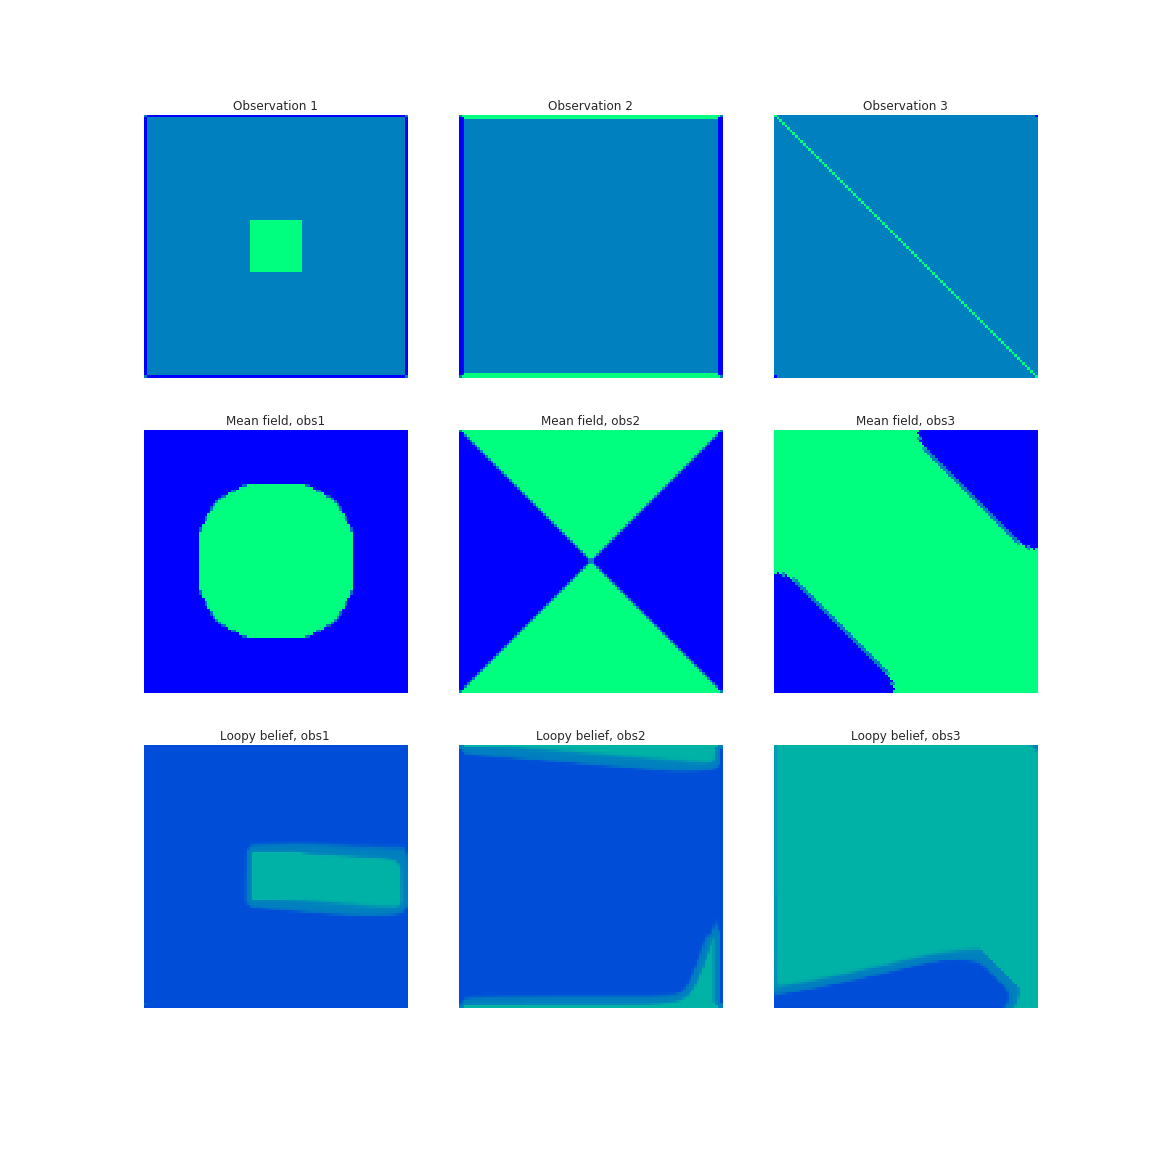 Observation 1
Observation 2
Observation 3
Mean field, obs1
Mean field, obs2
Mean field, obs3
Loopy belief, obs1
Loopy belief, obs2
Loopy belief, obs3